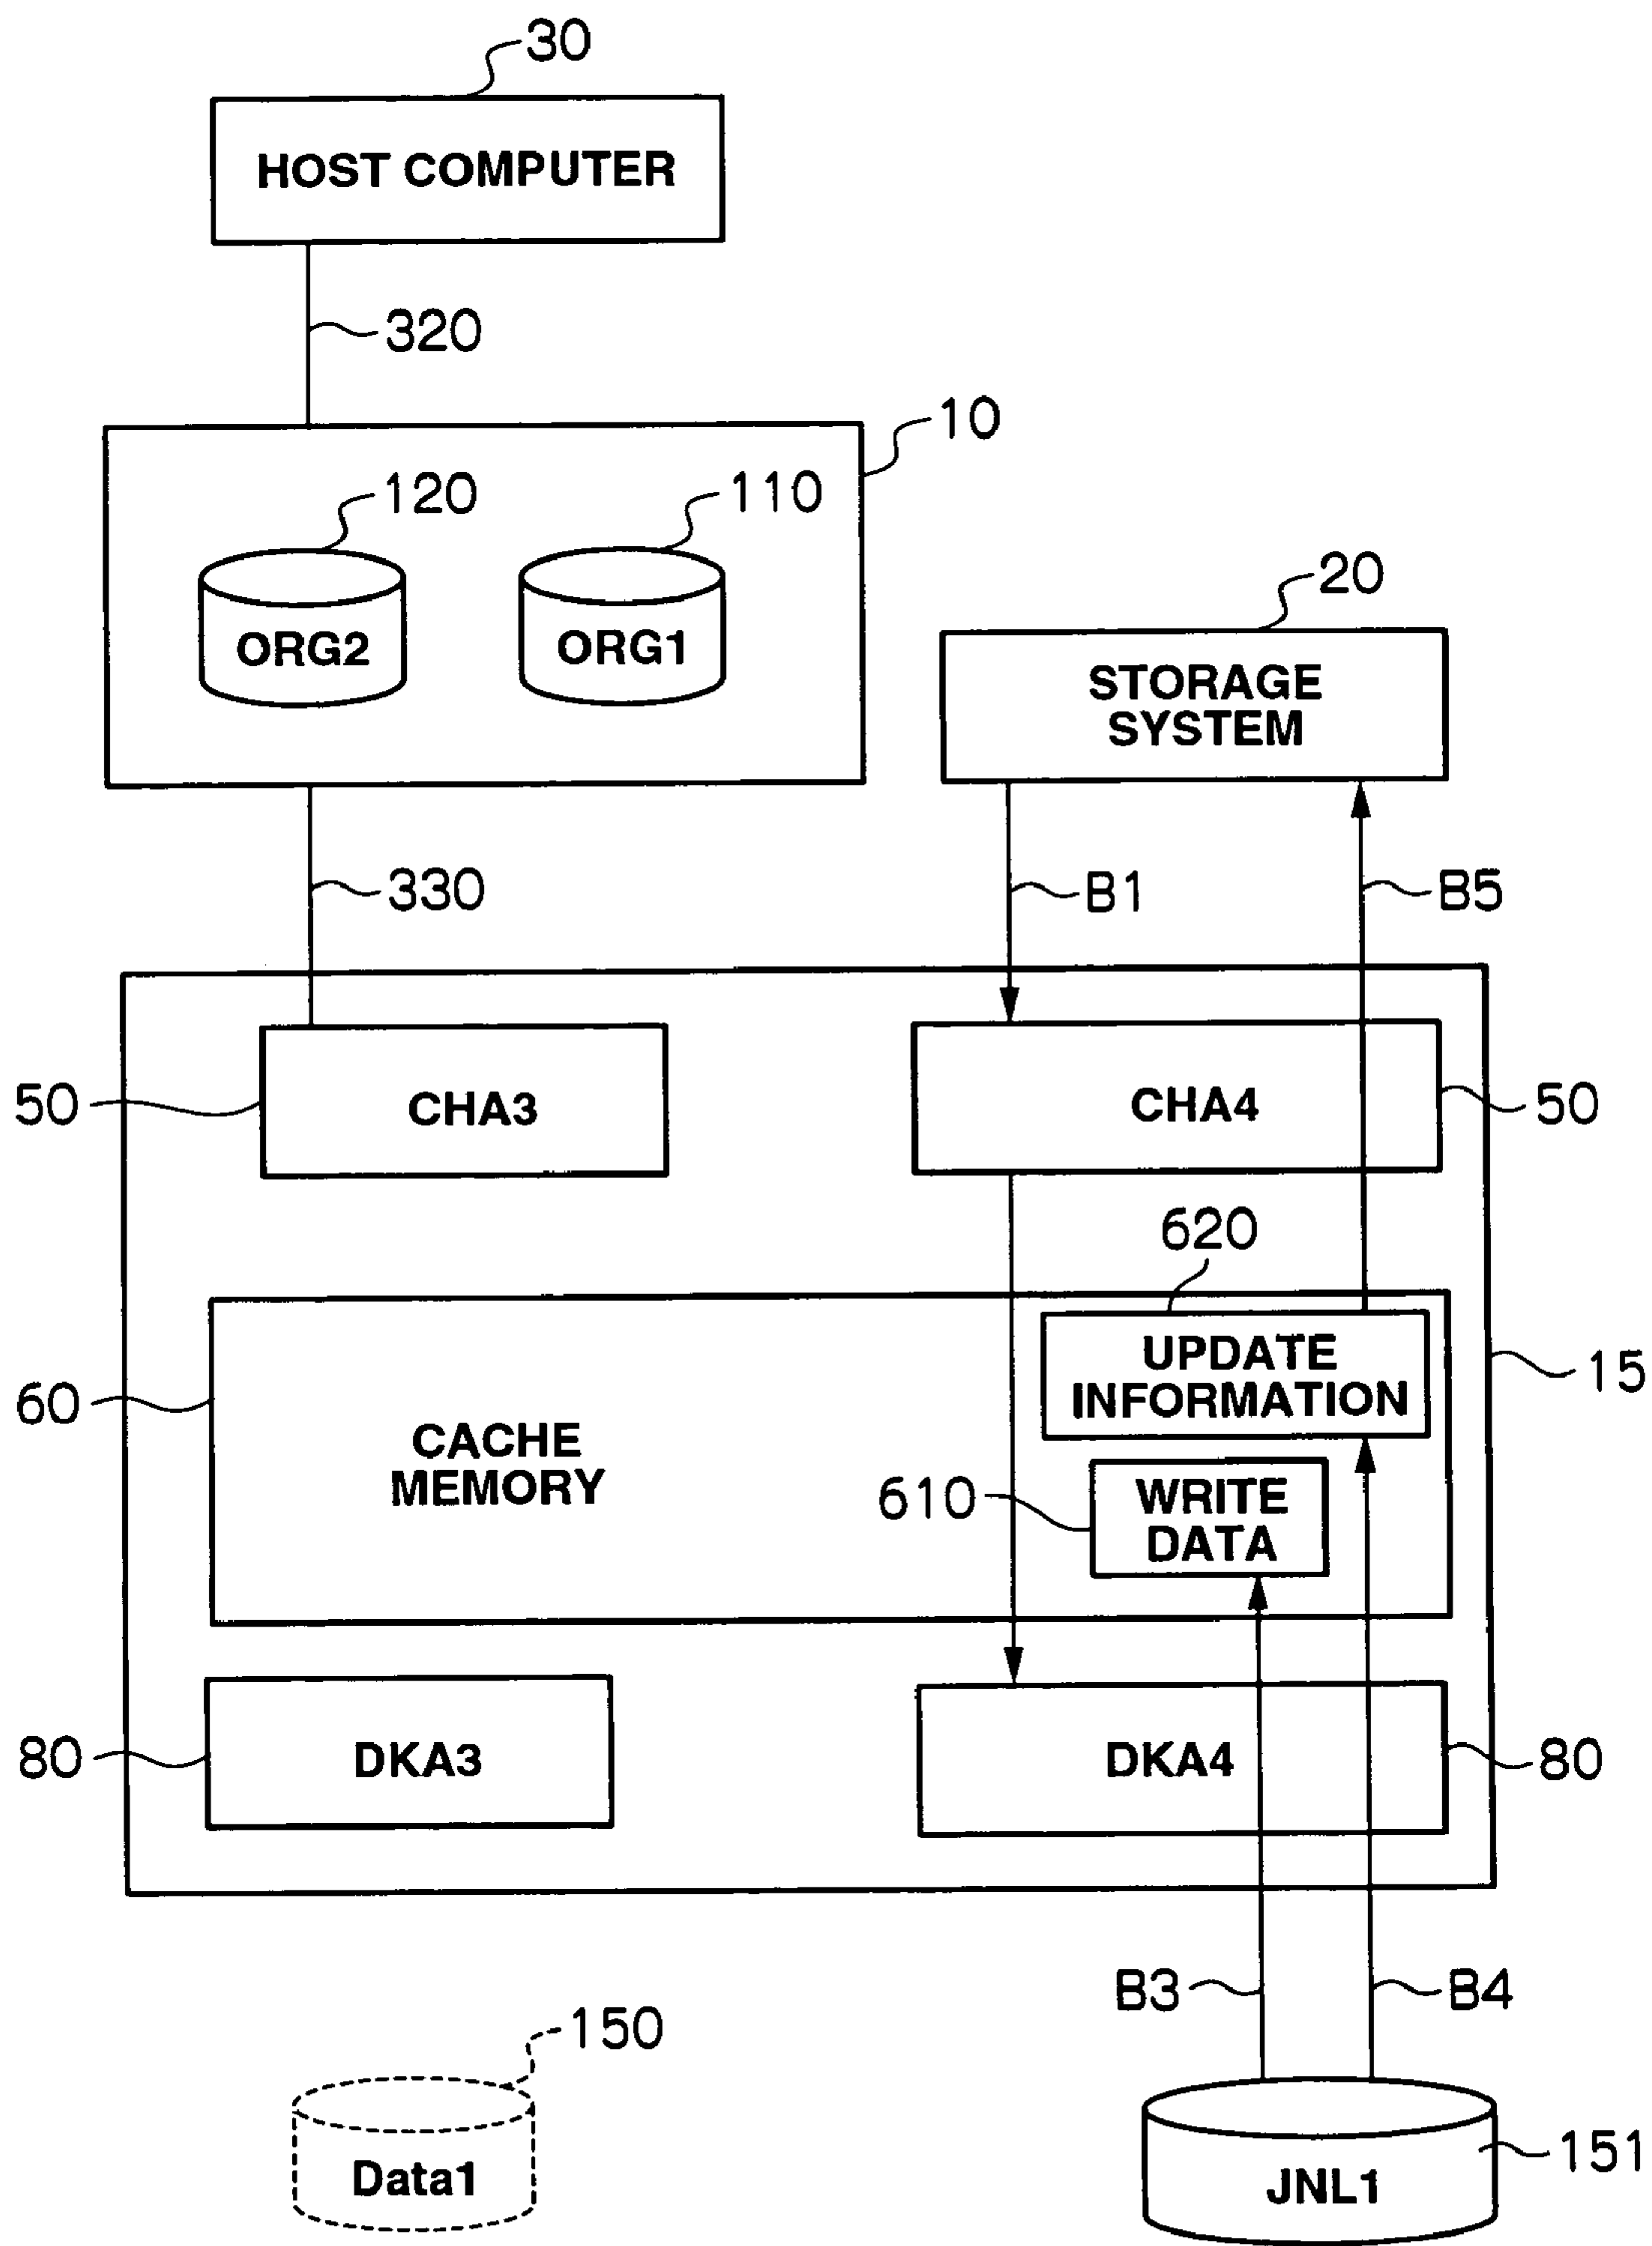 30
HOST COMPUTER
320
10
120
110
ORG2
ORG1
20
STORAGE
SYSTEM
330
B1
B5
50
CHA3
CHA4
50
620
UPDATE
INFORMATION
15
60
CACHE
MEMORY
610
WRITE
DATA
80
DKA3
DKA4
80
B3
B4
150
Data1
151
JNL1